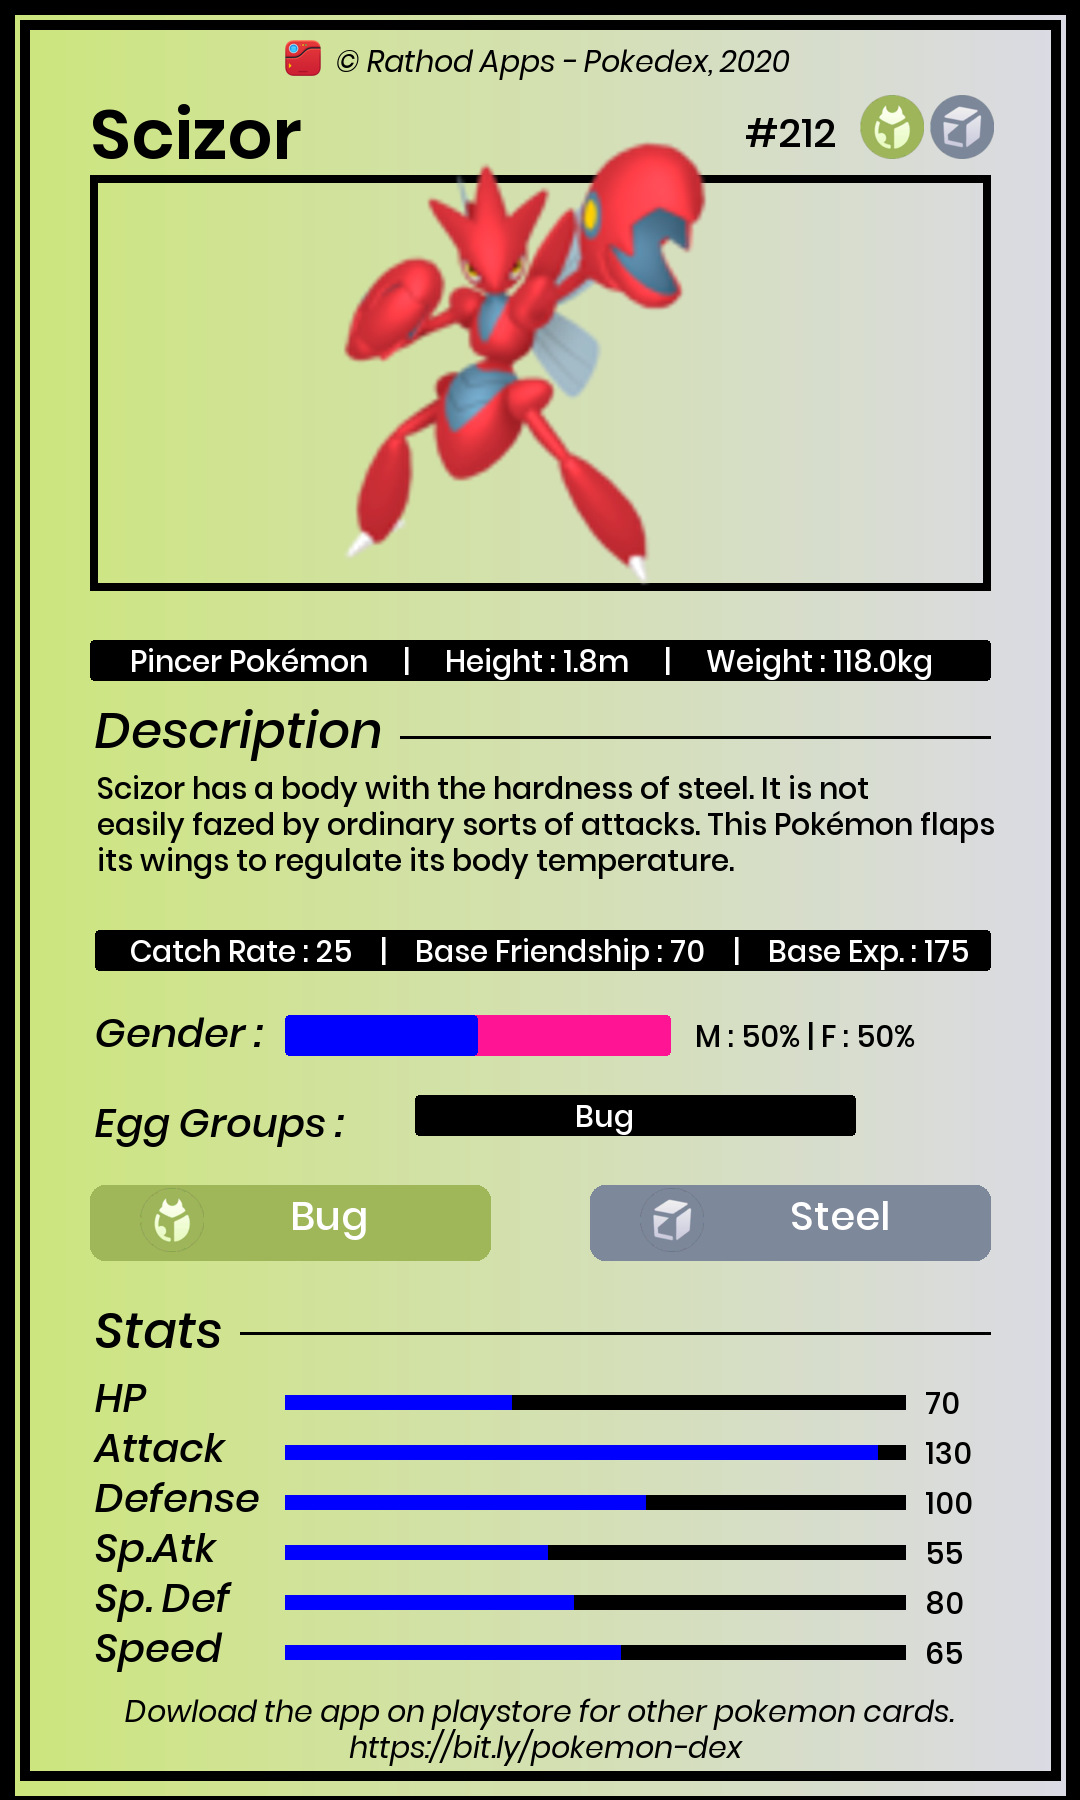 © Rathod Apps - Pokedex, 2020
Scizor
#212
Pincer Pokémon | Height : 1.8m | Weight : 118.0kg
Description
Scizor has a body with the hardness of steel. It is not
easily fazed by ordinary sorts of attacks. This Pokémon flaps
its wings to regulate its body temperature.
Catch Rate : 25 | Base Friendship : 70 | Base Exp. : 175
Gender : M : 50% | F : 50%
Egg Groups : Bug
Bug Steel
Stats
HP 70
Attack 130
Defense 100
Sp.Atk 55
Sp. Def 80
Speed 65
Dowload the app on playstore for other pokemon cards.
https://bit.ly/pokemon-dex